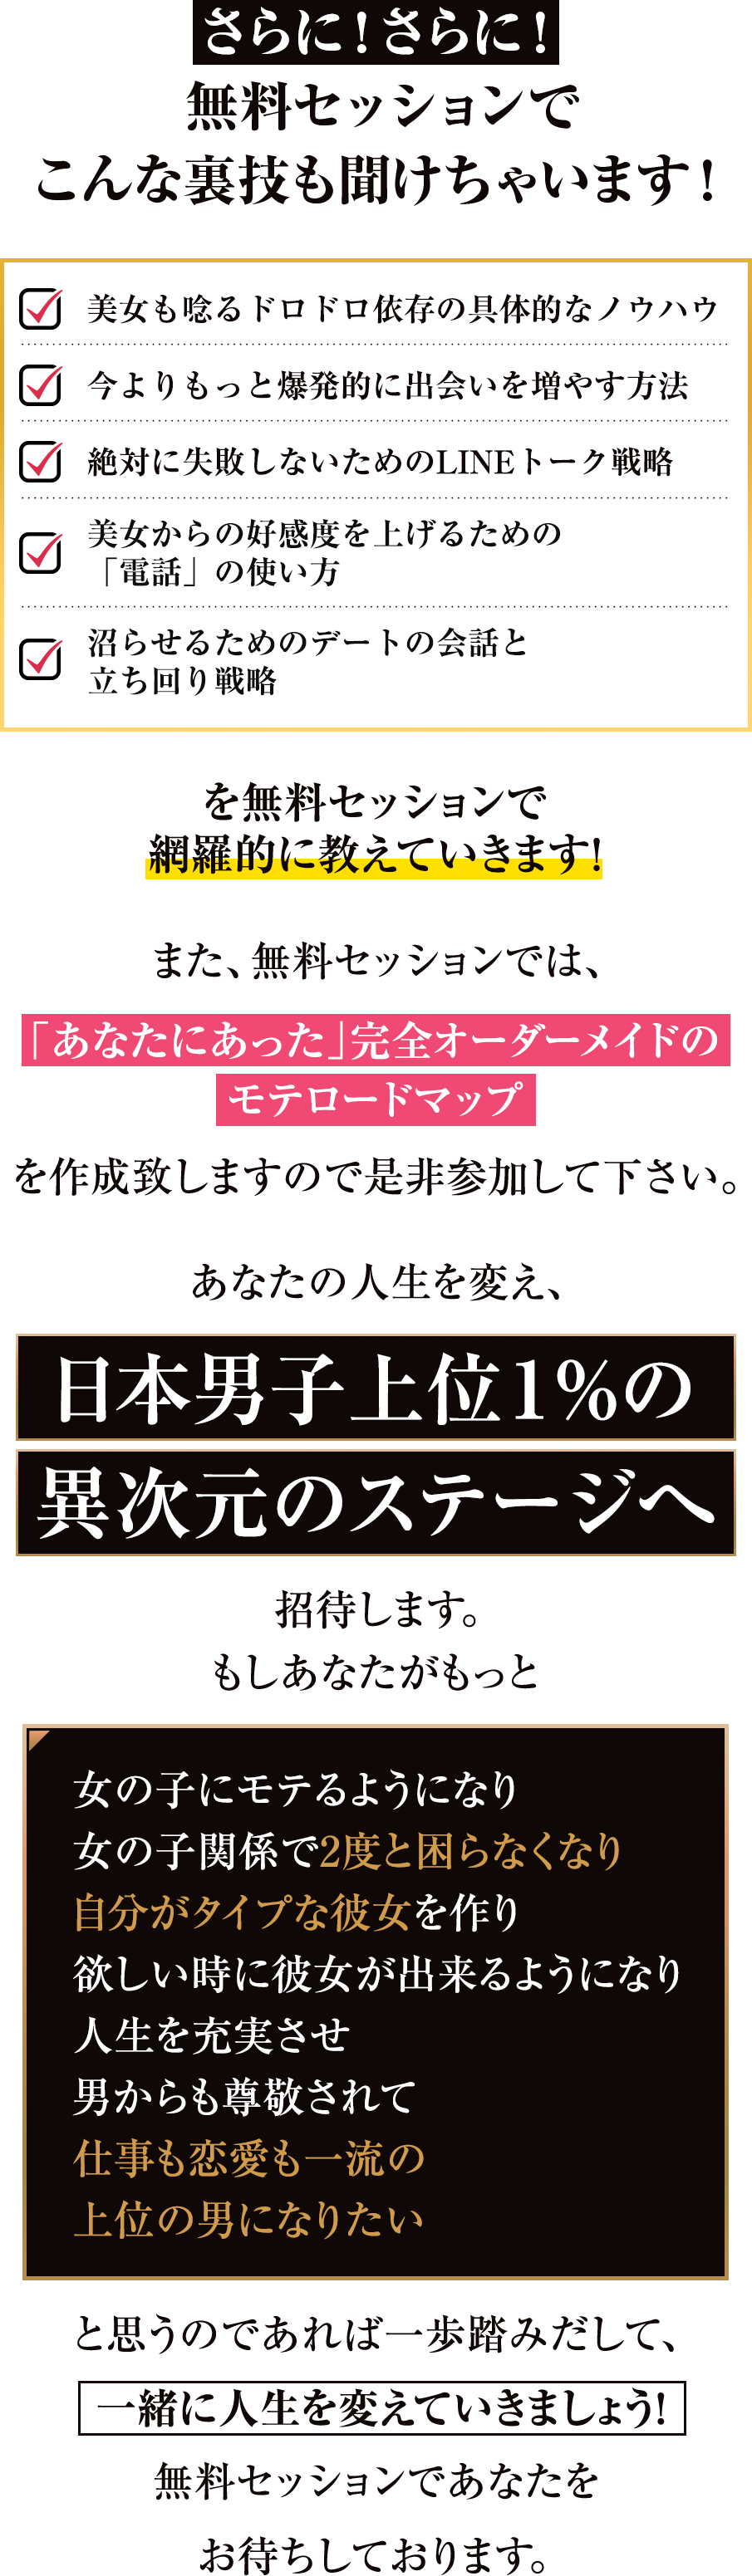 さらに！さらに！
無料セッションで
こんな裏技も聞けちゃいます！
美女も唸るドロドロ依存の具体的なノウハウ
今よりもっと爆発的に出会いを増やす方法
絶対に失敗しないためのLINEトーク戦略
美女からの好感度を上げるための
「電話」の使い方
沼らせるためのデートの会話と
立ち回り戦略
を無料セッションで
網羅的に教えていきます!
また、無料セッションでは、
「あなたにあった」完全オーダーメイドの
モテロードマップ
を作成致しますので是非参加して下さい。
あなたの人生を変え、
日本男子上位1%の
異次元のステージへ
招待します。
もしあなたがもっと
女の子にモテるようになり
女の子関係で2度と困らなくなり
自分がタイプな彼女を作り
欲しい時に彼女が出来るようになり
人生を充実させ
男からも尊敬されて
仕事も恋愛も一流の
上位の男になりたい
と思うのであれば一歩踏みだして、
一緒に人生を変えていきましょう!
無料セッションであなたを
お待ちしております。